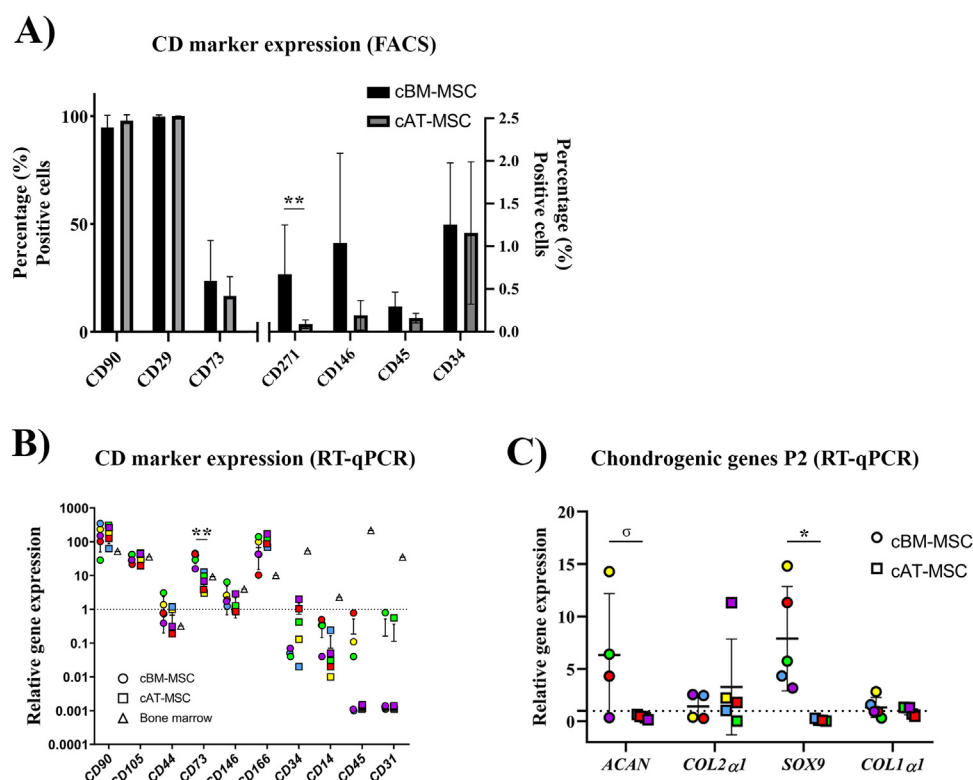 A)
CD marker expression (FACS)
cBM-MSC
cAT-MSC
Percentage (%)
Positive cells
100
50
0
2.5
2.0
1.5
1.0
0.5
0.0
Percentage (%)
Positive cells
**
CD90
CD29
CD73
CD271
CD146
CD45
CD34
B)
CD marker expression (RT-qPCR)
Relative gene expression
1000
100
10
1
0.1
0.01
0.001
0.0001
**
cBM-MSC
cAT-MSC
Bone marrow
CD90
CD105
CD44
CD73
CD146
CD166
CD34
CD14
CD45
CD31
C)
Chondrogenic genes P2 (RT-qPCR)
Relative gene expression
20
15
10
5
0
σ
*
cBM-MSC
cAT-MSC
ACAN
COL2α1
SOX9
COL1α1